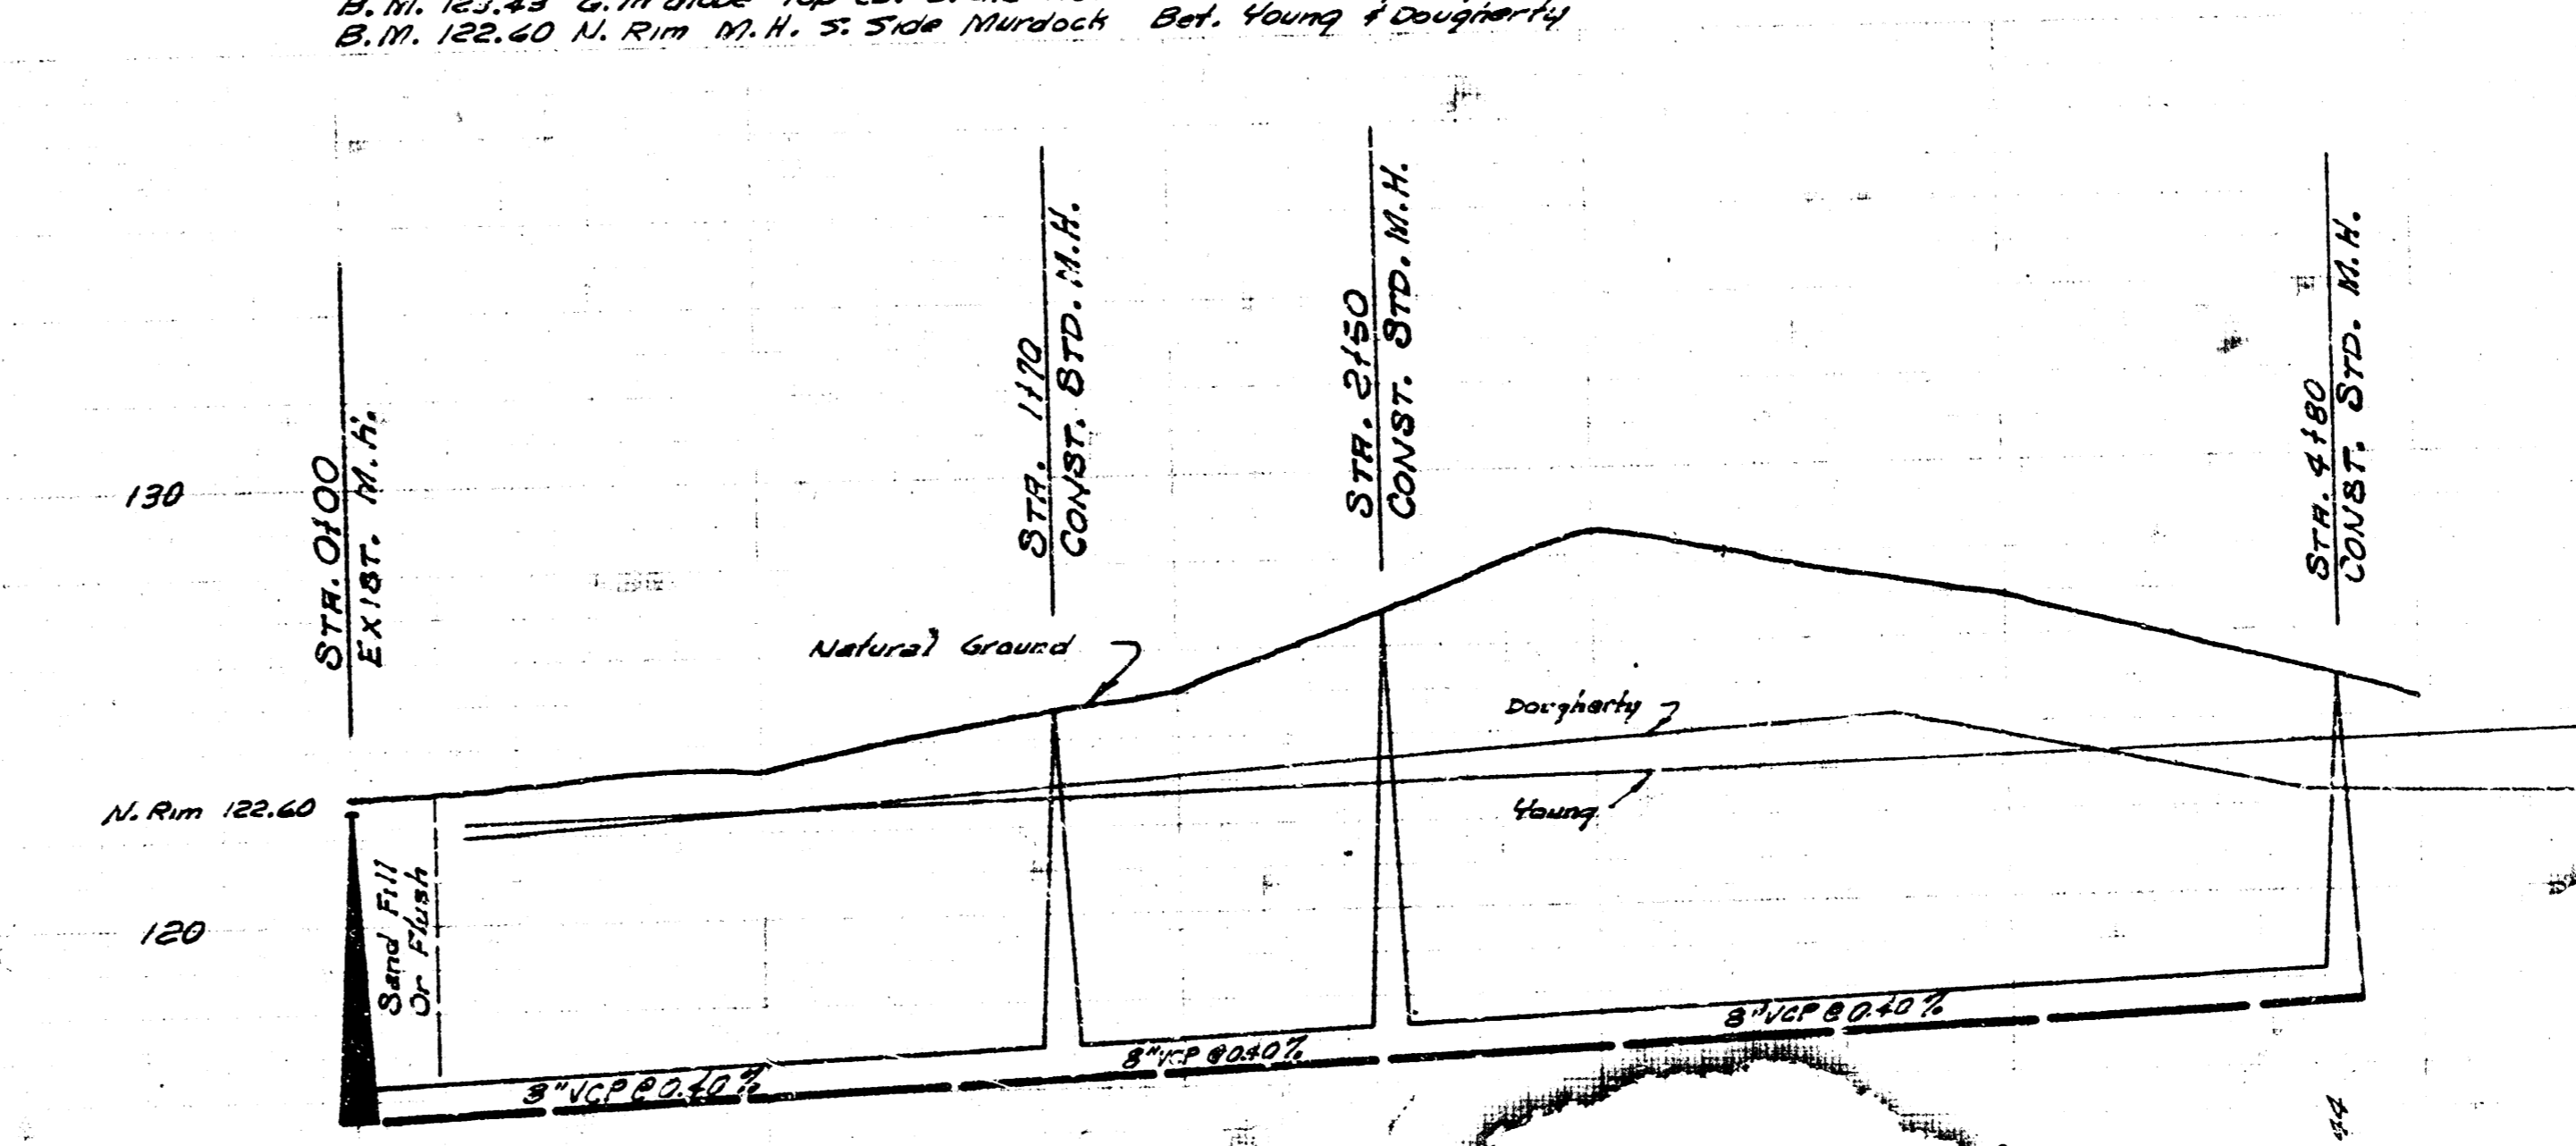 B.M. 123.43
B.M. 122.60 N. Rim M.H. S. Side Murdock Bet. Young & Dougherty
STA. 0+00
EXIST. M.H.
STA. 1+70
CONST. STD. M.H.
STA. 2+50
CONST. STD. M.H.
STA. 4+80
CONST. STD. M.H.
130
Natural Ground
Dougherty
N. Rim 122.60
Young
Sand Fill
Or Flush
120
8" VCP @ 0.40 %
8" VCP @ 0.40 %
8" VCP @ 0.40 %